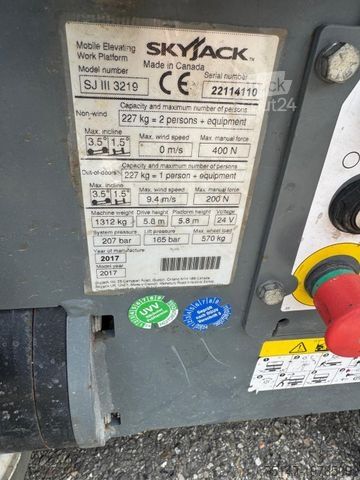 Mobile Elevating
Work Platform
SKYJACK
Made in Canada
Model number
SJ III 3219
CE
Serial number
22114110
Non-wind
Capacity and maximum number of persons
227 kg = 2 persons + equipment
Max. incline
Max. wind speed
Max. manual force
3.5° 1.5°
0 m/s
400 N
Out-of-doors
Capacity and maximum number of persons
227 kg = 1 person + equipment
Max. incline
Max. wind speed
Max. manual force
3.5° 1.5°
9.4 m/s
200 N
Machine weight
Drive height
Platform height
Voltage
1312 kg
5.8 m
5.8 m
24 V
System pressure
Lift pressure
Max. wheel load
207 bar
165 bar
570 kg
Year of manufacture
2017
Model year
2017
UVV
Geprüft